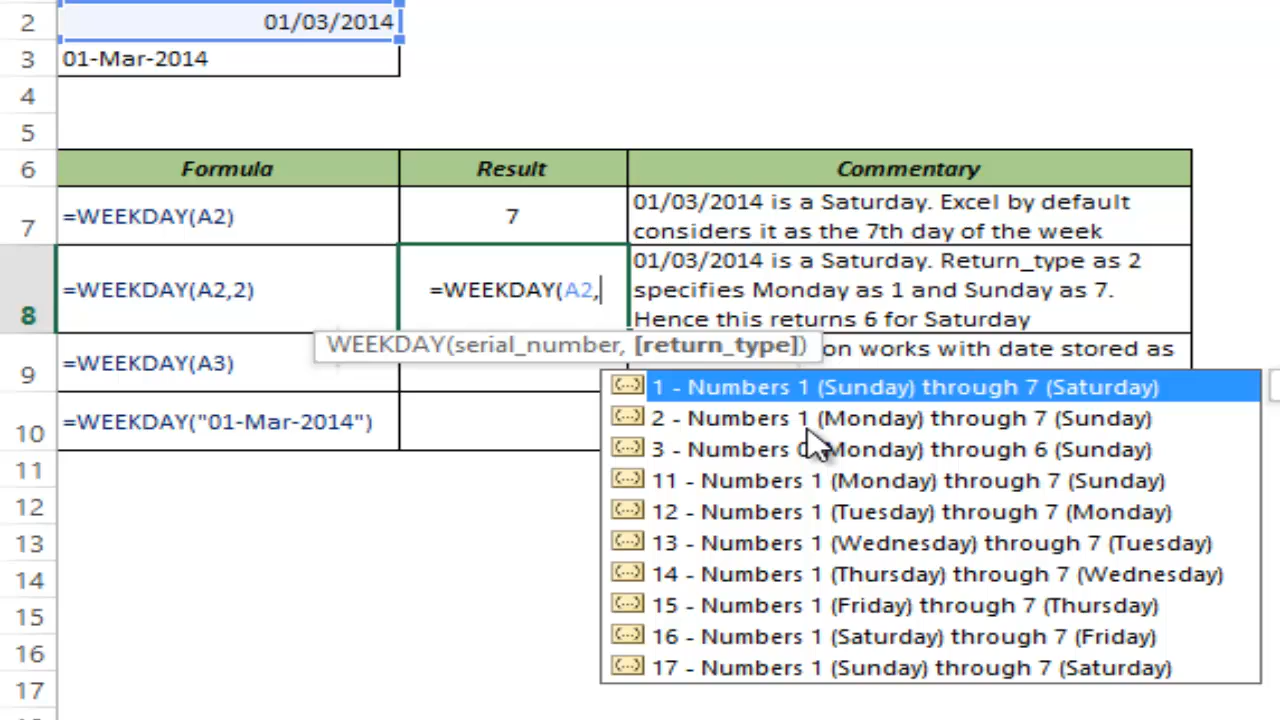 2
01/03/2014
3
01-Mar-2014
4
5
6
Formula
Result
Commentary
7
=WEEKDAY(A2)
7
01/03/2014 is a Saturday. Excel by default
considers it as the 7th day of the week
8
=WEEKDAY(A2,2)
=WEEKDAY(A2,
01/03/2014 is a Saturday. Return_type as 2
specifies Monday as 1 and Sunday as 7.
Hence this returns 6 for Saturday
WEEKDAY(serial_number, [return_type])
9
=WEEKDAY(A3)
on works with date stored as
10
=WEEKDAY("01-Mar-2014")
1 - Numbers 1 (Sunday) through 7 (Saturday)
2 - Numbers 1 (Monday) through 7 (Sunday)
3 - Numbers (Monday) through 6 (Sunday)
11 - Numbers 1 (Monday) through 7 (Sunday)
12 - Numbers 1 (Tuesday) through 7 (Monday)
13 - Numbers 1 (Wednesday) through 7 (Tuesday)
14 - Numbers 1 (Thursday) through 7 (Wednesday)
15 - Numbers 1 (Friday) through 7 (Thursday)
16 - Numbers 1 (Saturday) through 7 (Friday)
17 - Numbers 1 (Sunday) through 7 (Saturday)
11
12
13
14
15
16
17